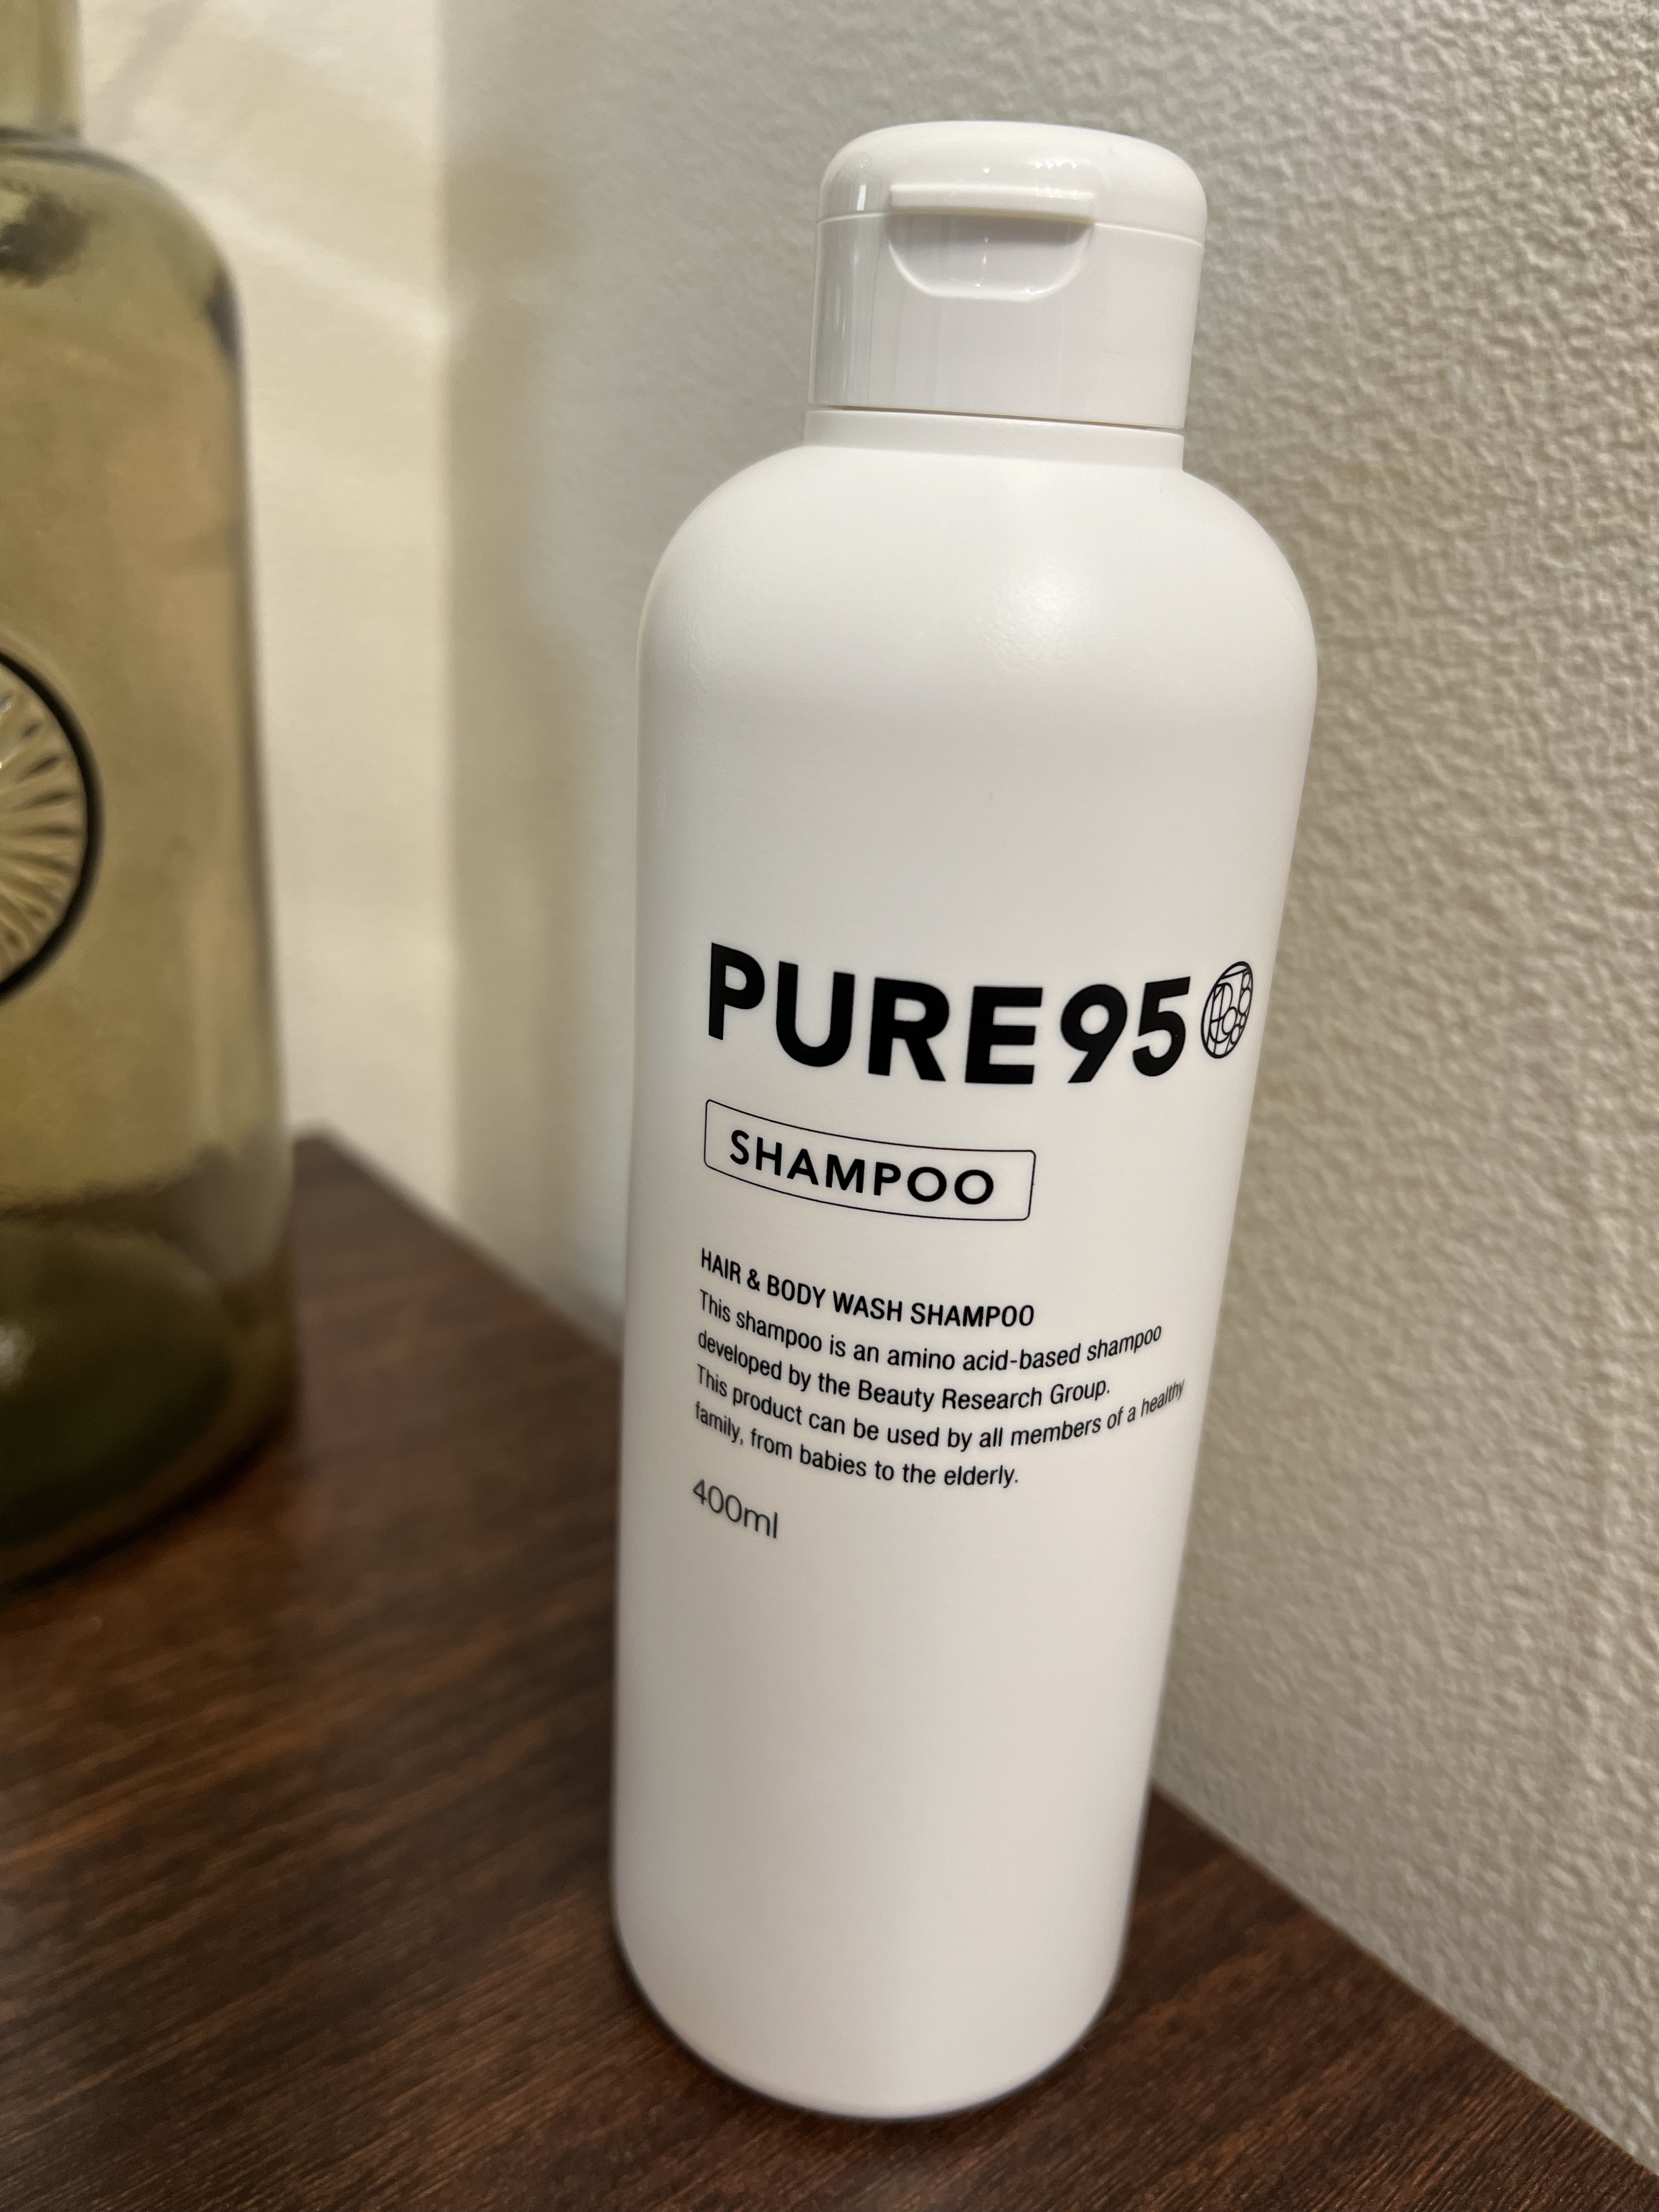 PURE95
SHAMPOO
HAIR & BODY WASH SHAMPOO
This shampoo is an amino acid-based shampoo
developed by the Beauty Research Group.
This product can be used by all members of a healthy
family, from babies to the elderly.
400ml